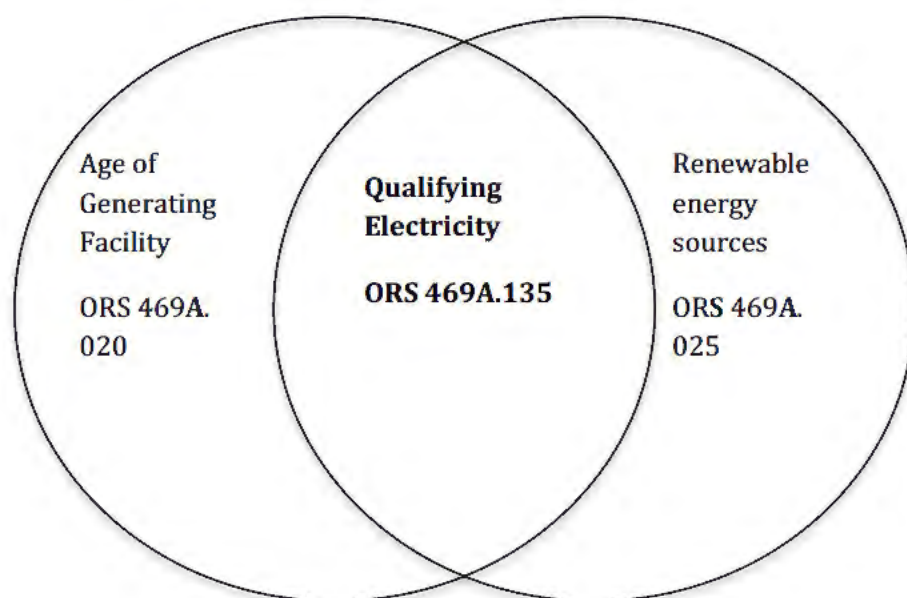 Age of
Generating
Facility
ORS 469A.
020
Qualifying
Electricity
ORS 469A.135
Renewable
energy
sources
ORS 469A.
025